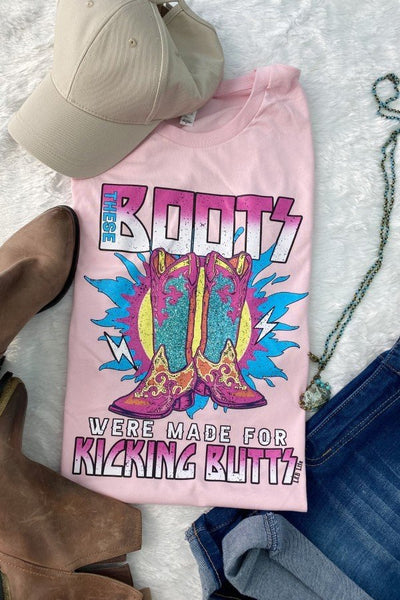 THESE
BOOTS
WERE MADE FOR
KICKING BUTTS